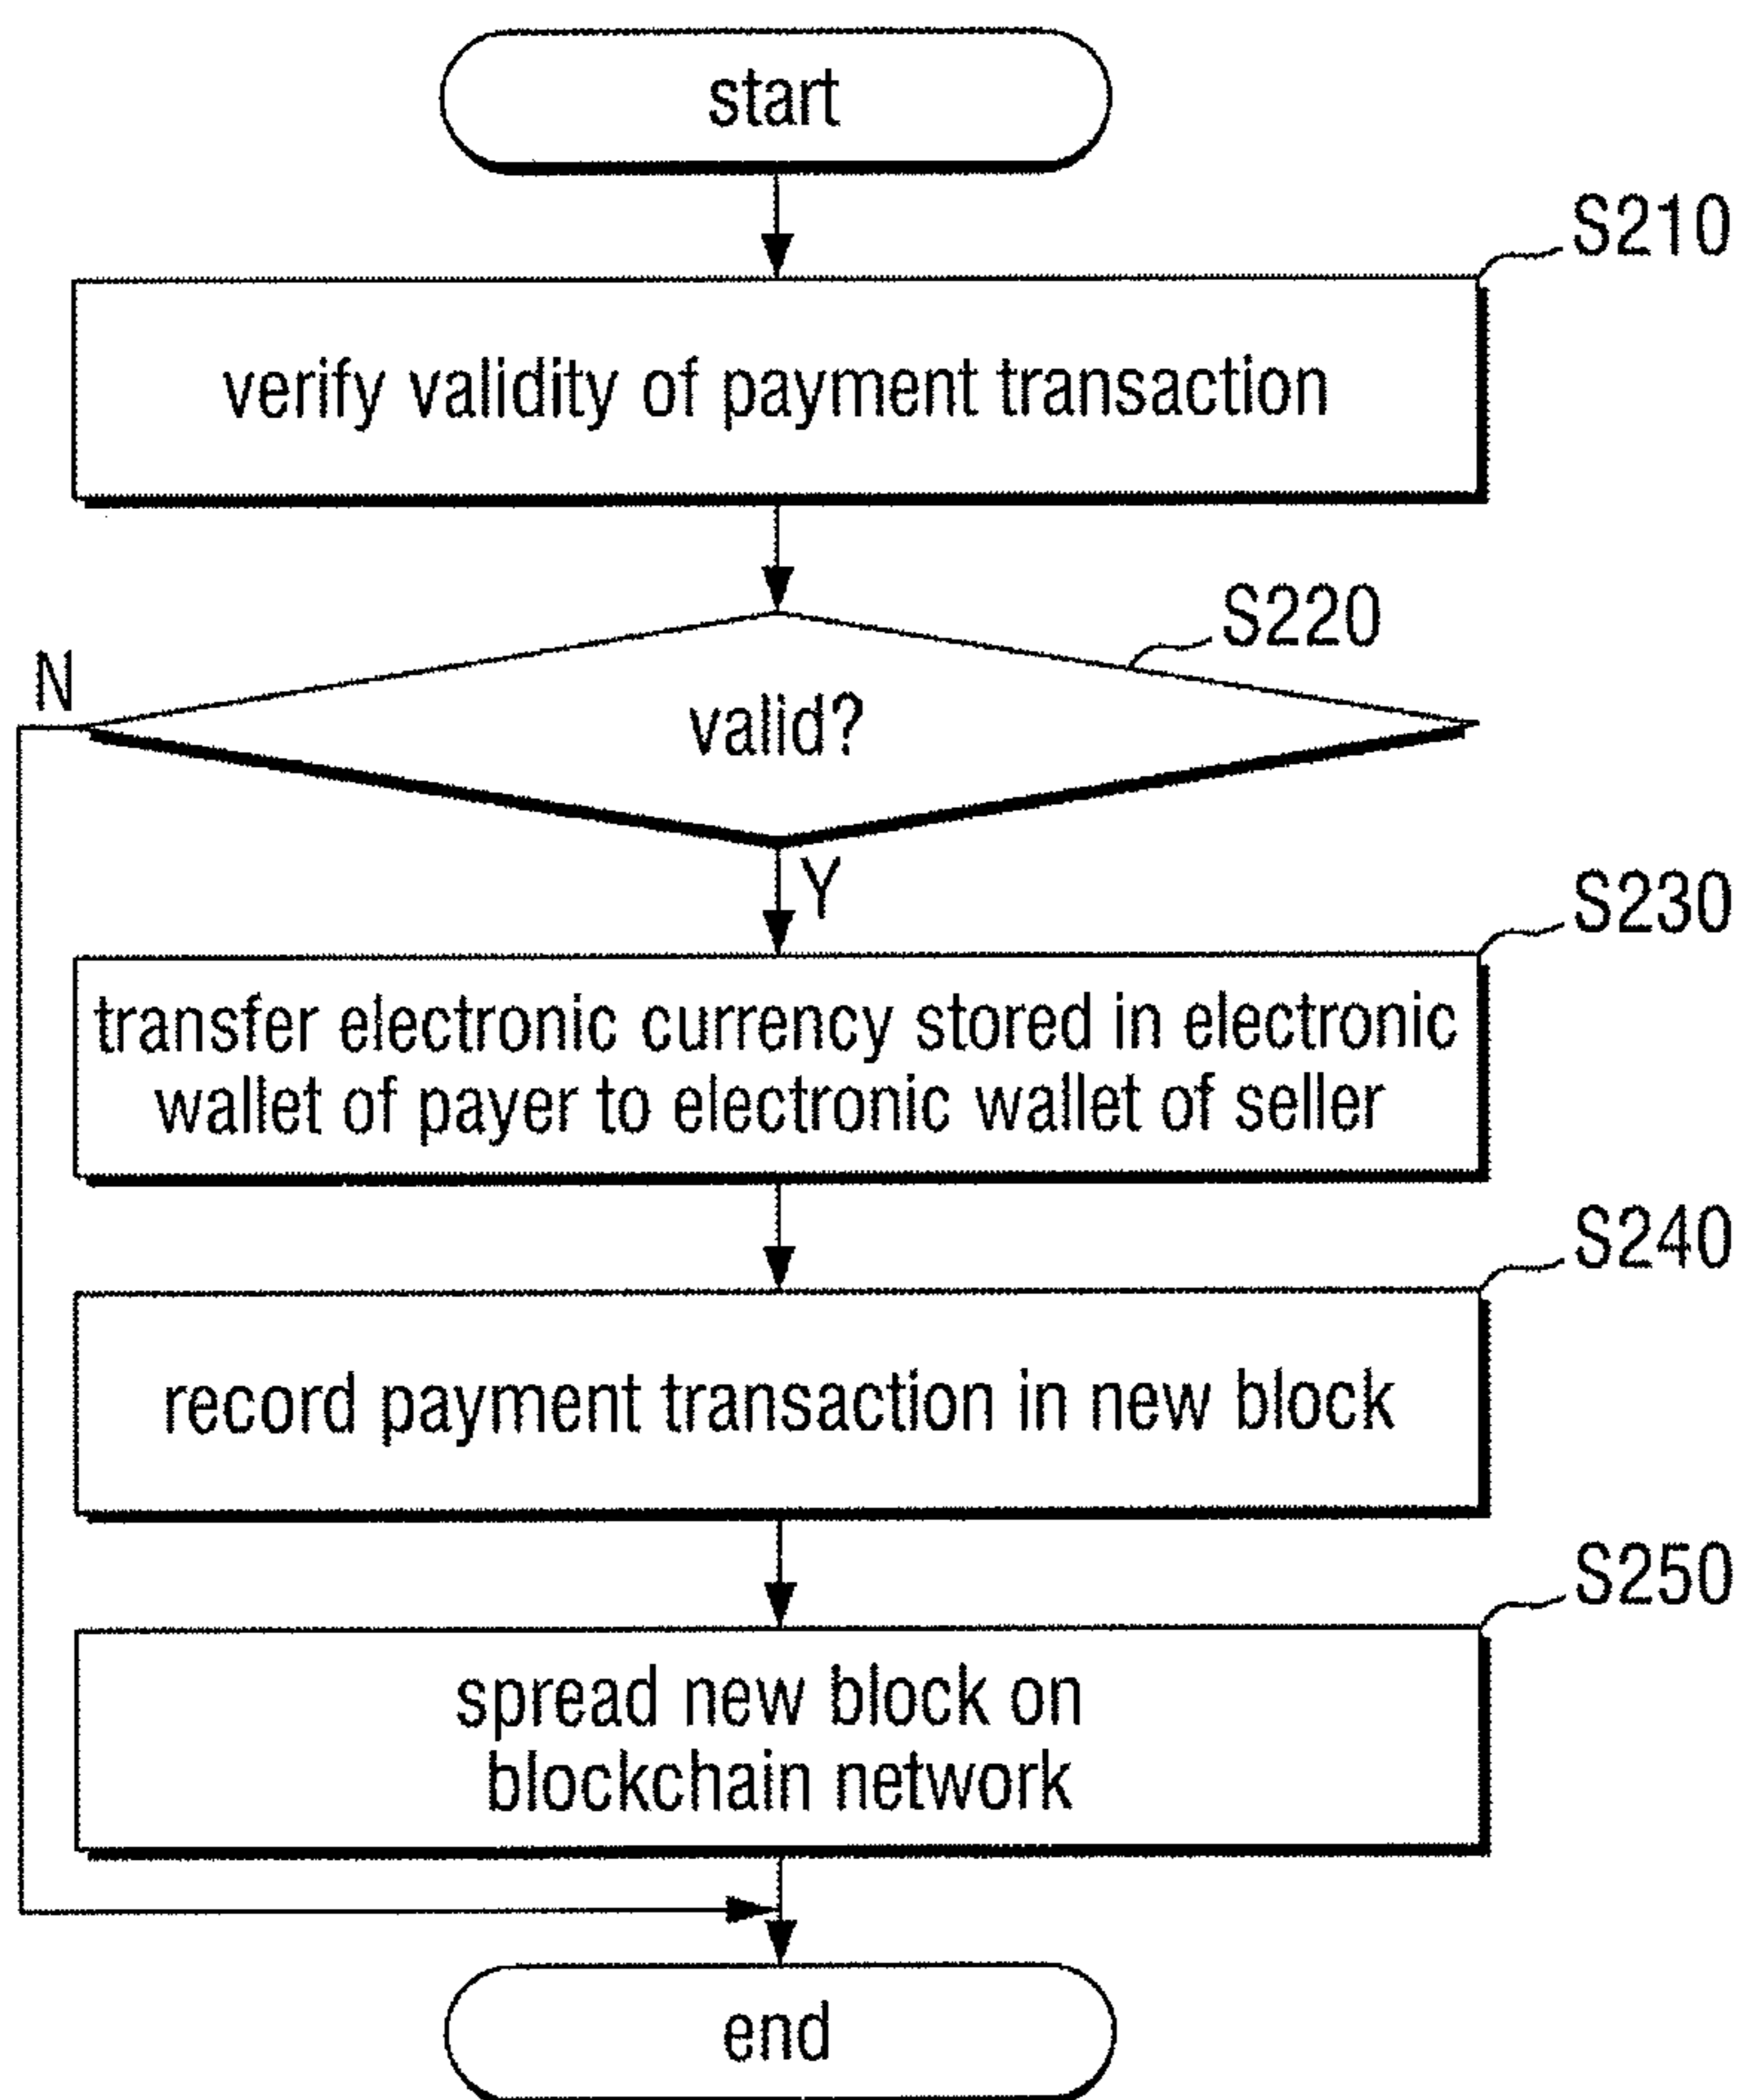 start
S210
verify validity of payment transaction
S220
N
valid?
Y
S230
transfer electronic currency stored in electronic
wallet of payer to electronic wallet of seller
S240
record payment transaction in new block
S250
spread new block on
blockchain network
end